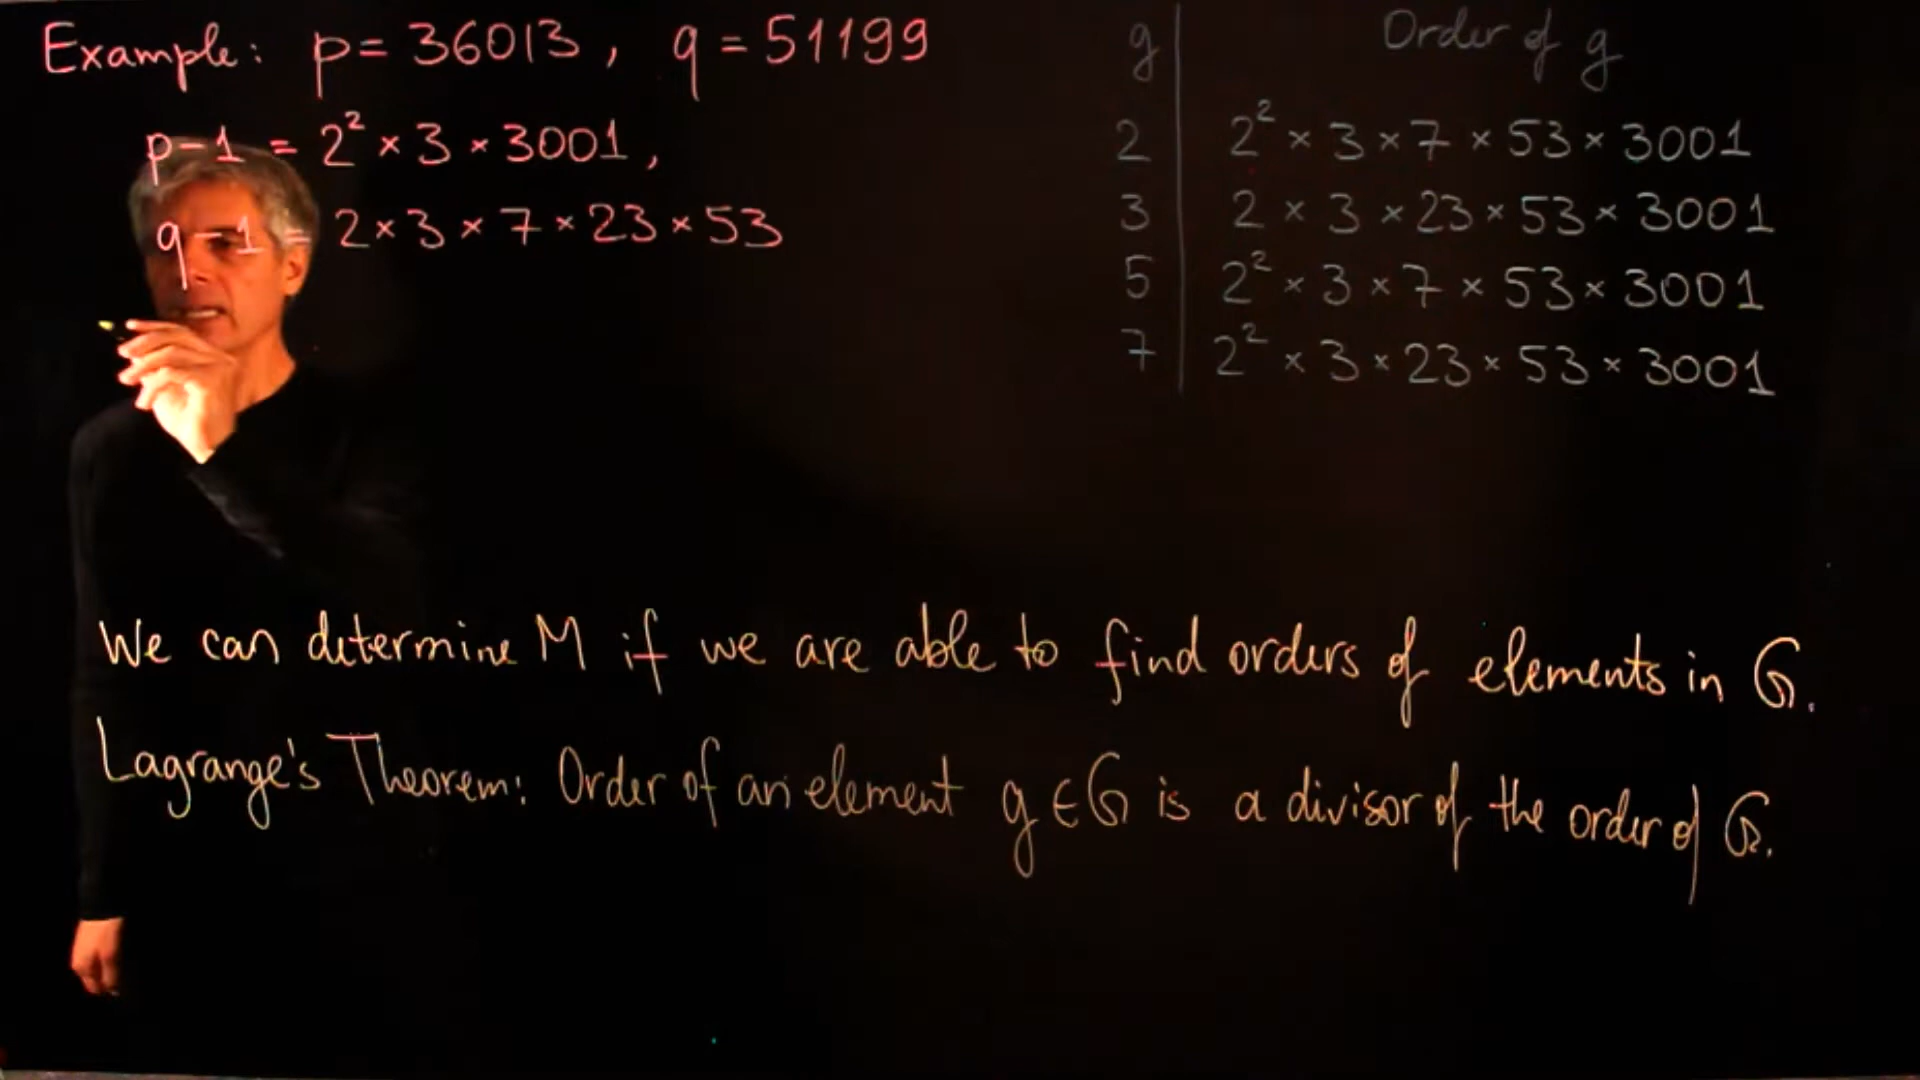 Example: p = 36013, q = 51199
p-1 = 2² × 3 × 3001,
q-1 = 2 × 3 × 7 × 23 × 53
g | Order of g
2 | 2² × 3 × 7 × 53 × 3001
3 | 2 × 3 × 23 × 53 × 3001
5 | 2² × 3 × 7 × 53 × 3001
7 | 2² × 3 × 23 × 53 × 3001
We can determine M if we are able to find orders of elements in G.
Lagrange's Theorem: Order of an element g ∈ G is a divisor of the order of G.